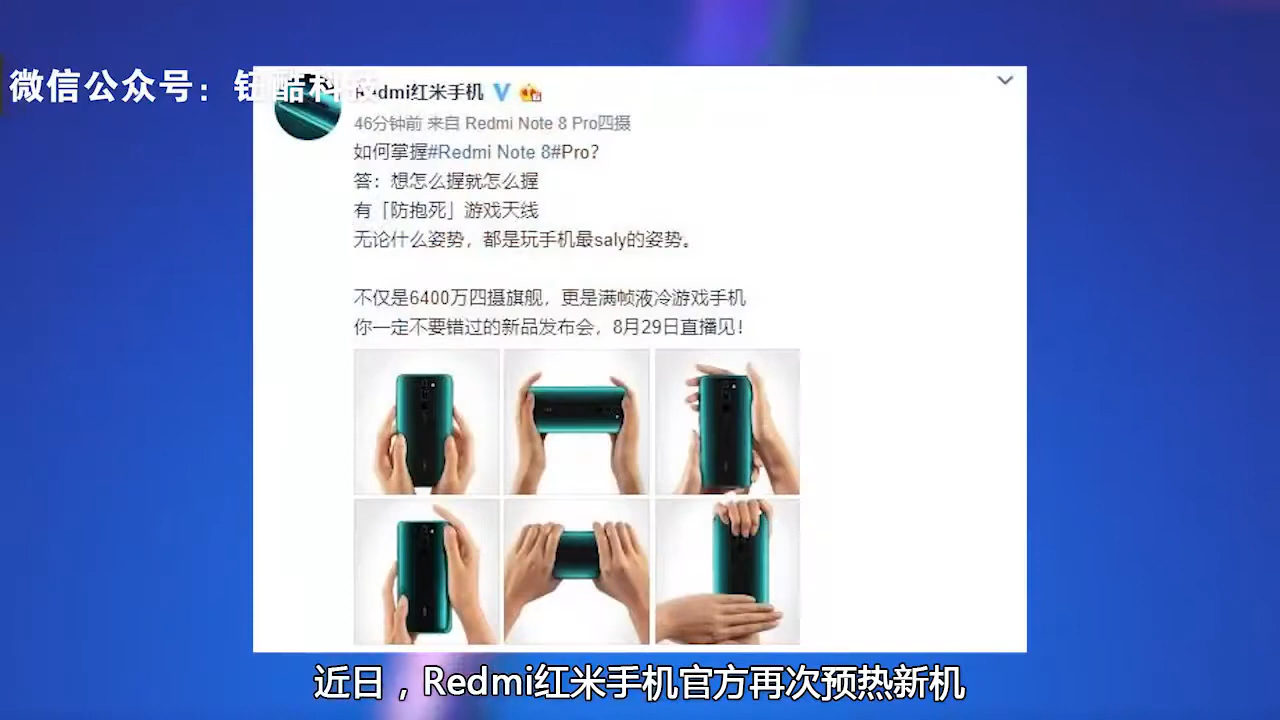 微信公众号：钮酷科技
Redmi红米手机
46分钟前 来自 Redmi Note 8 Pro四摄
如何掌握#Redmi Note 8#Pro？
答：想怎么握就怎么握
有「防抱死」游戏天线
无论什么姿势，都是玩手机最saly的姿势。
不仅是6400万四摄旗舰，更是满帧液冷游戏手机
你一定不要错过的新品发布会，8月29日直播见！
近日，Redmi红米手机官方再次预热新机